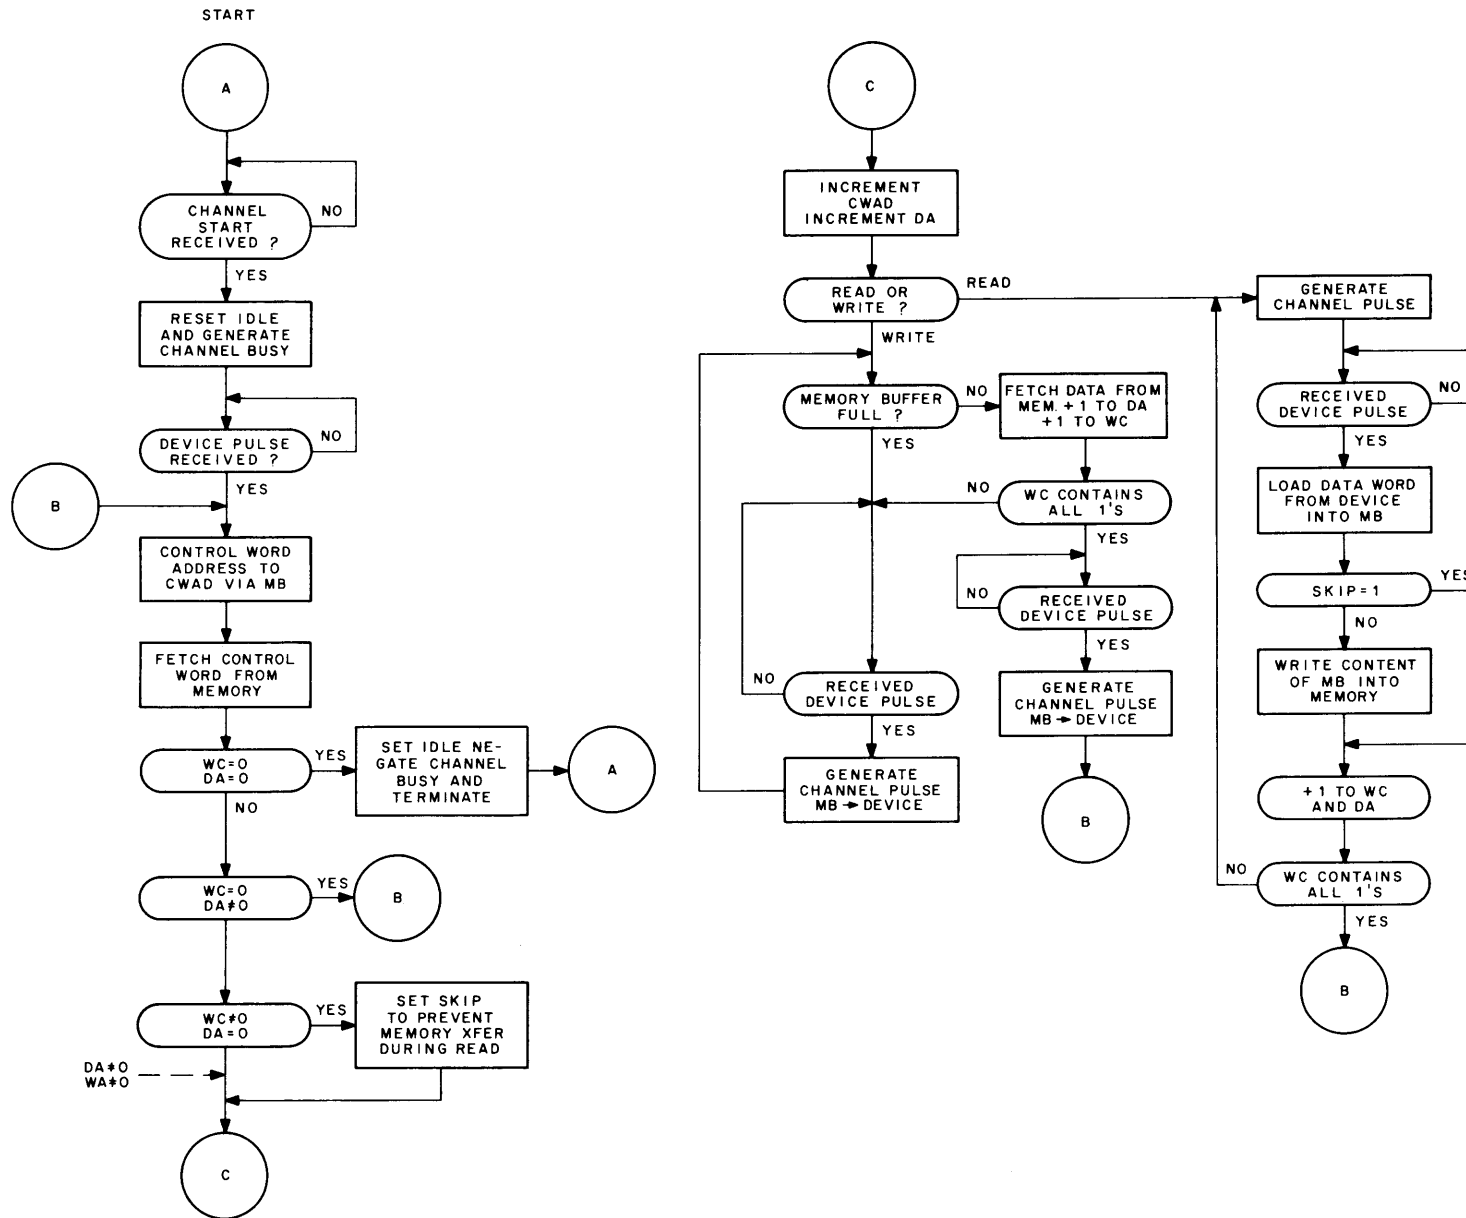 START
A
CHANNEL
START
RECEIVED ?
NO
YES
RESET IDLE
AND GENERATE
CHANNEL BUSY
DEVICE PULSE
RECEIVED ?
NO
YES
B
CONTROL WORD
ADDRESS TO
CWAD VIA MB
FETCH CONTROL
WORD FROM
MEMORY
WC=0
DA=0
YES
SET IDLE NE-
GATE CHANNEL
BUSY AND
TERMINATE
A
NO
WC=0
DA≠0
YES
B
WC≠0
DA=0
YES
SET SKIP
TO PREVENT
MEMORY XFER
DURING READ
DA≠0
WA≠0
C
C
INCREMENT
CWAD
INCREMENT DA
READ OR
WRITE ?
READ
WRITE
MEMORY BUFFER
FULL ?
NO
FETCH DATA FROM
MEM. +1 TO DA
+1 TO WC
YES
WC CONTAINS
ALL 1'S
NO
YES
RECEIVED
DEVICE PULSE
NO
YES
GENERATE
CHANNEL PULSE
MB→DEVICE
B
RECEIVED
DEVICE PULSE
NO
YES
GENERATE
CHANNEL PULSE
MB→DEVICE
GENERATE
CHANNEL PULSE
RECEIVED
DEVICE PULSE
NO
YES
LOAD DATA WORD
FROM DEVICE
INTO MB
SKIP=1
YES
NO
WRITE CONTENT
OF MB INTO
MEMORY
+1 TO WC
AND DA
WC CONTAINS
ALL 1'S
NO
YES
B